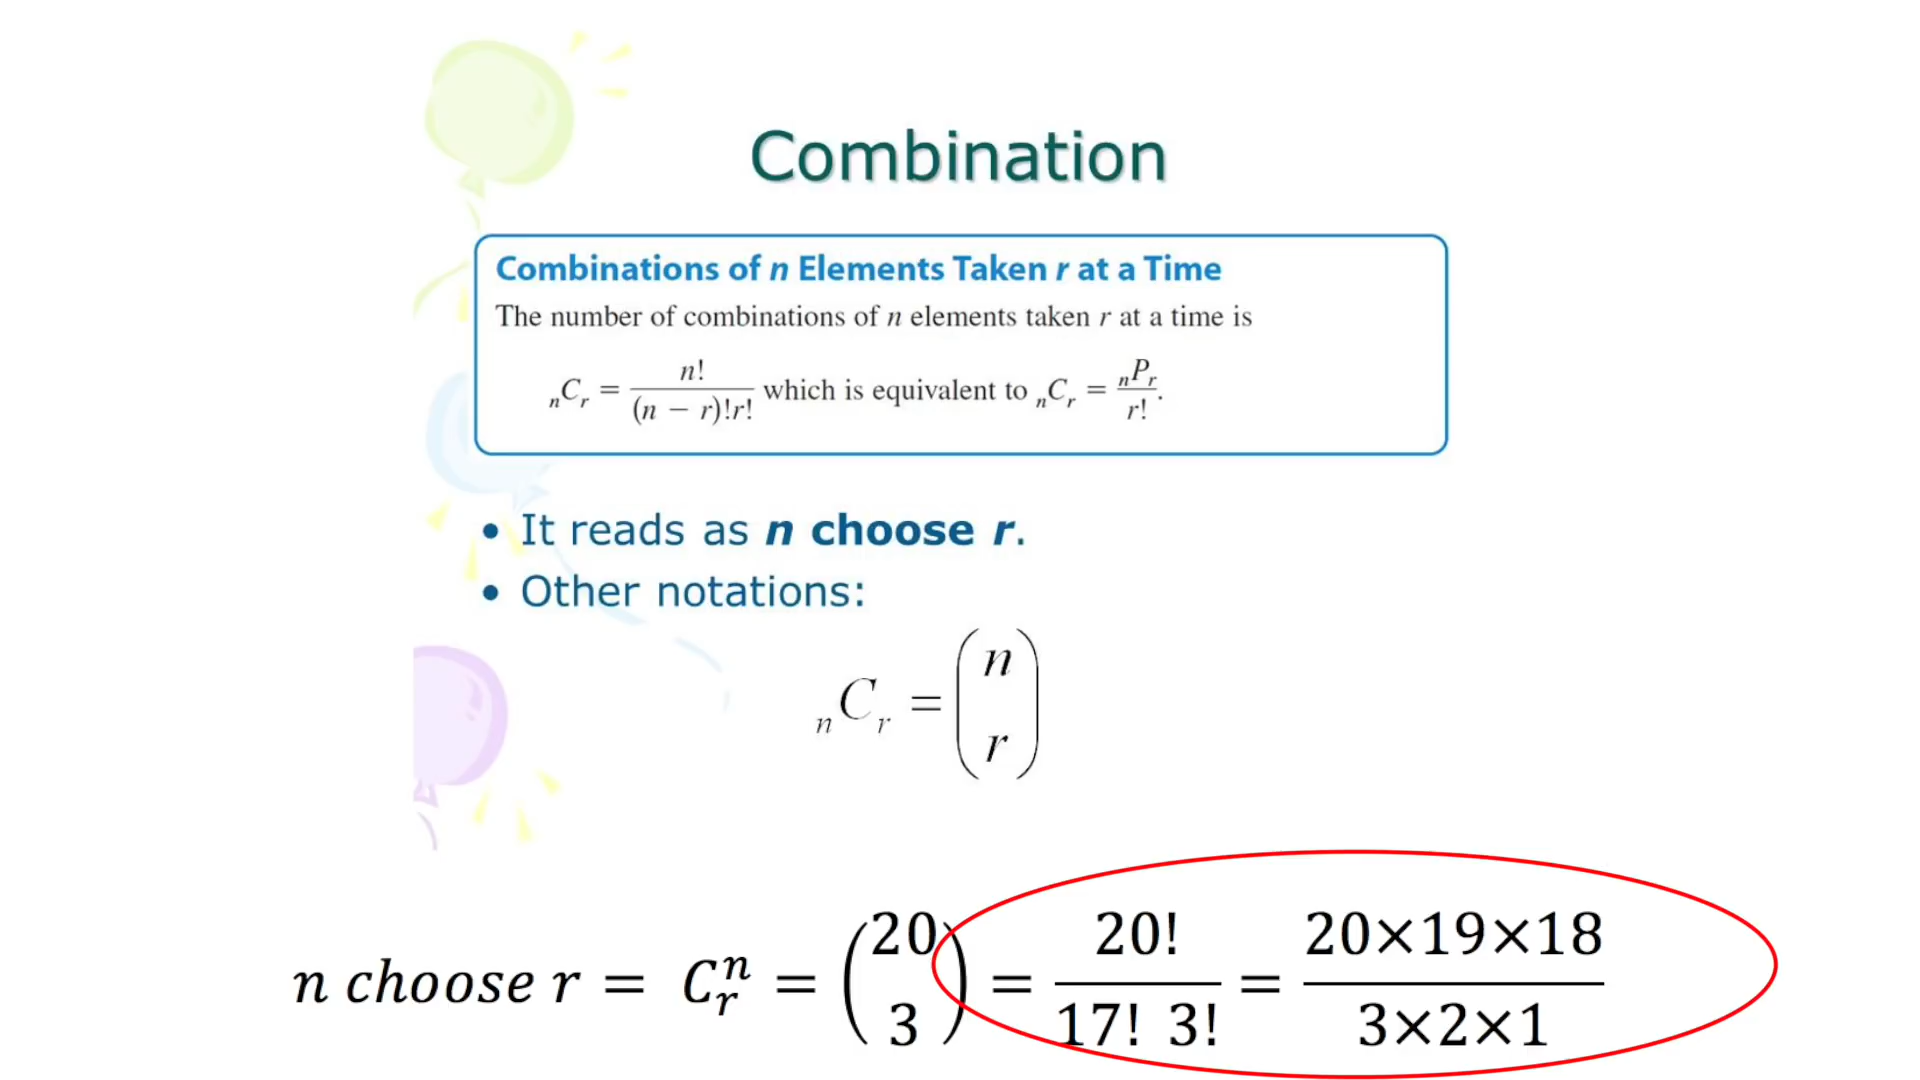 Combination
Combinations of n Elements Taken r at a Time
The number of combinations of n elements taken r at a time is
ₙCᵣ = n! / (n − r)!r! which is equivalent to ₙCᵣ = ₙPᵣ / r!.
• It reads as n choose r.
• Other notations:
ₙCᵣ = (n r)
n choose r = Cᵣⁿ = (20 3) = 20! / 17! 3! = 20×19×18 / 3×2×1